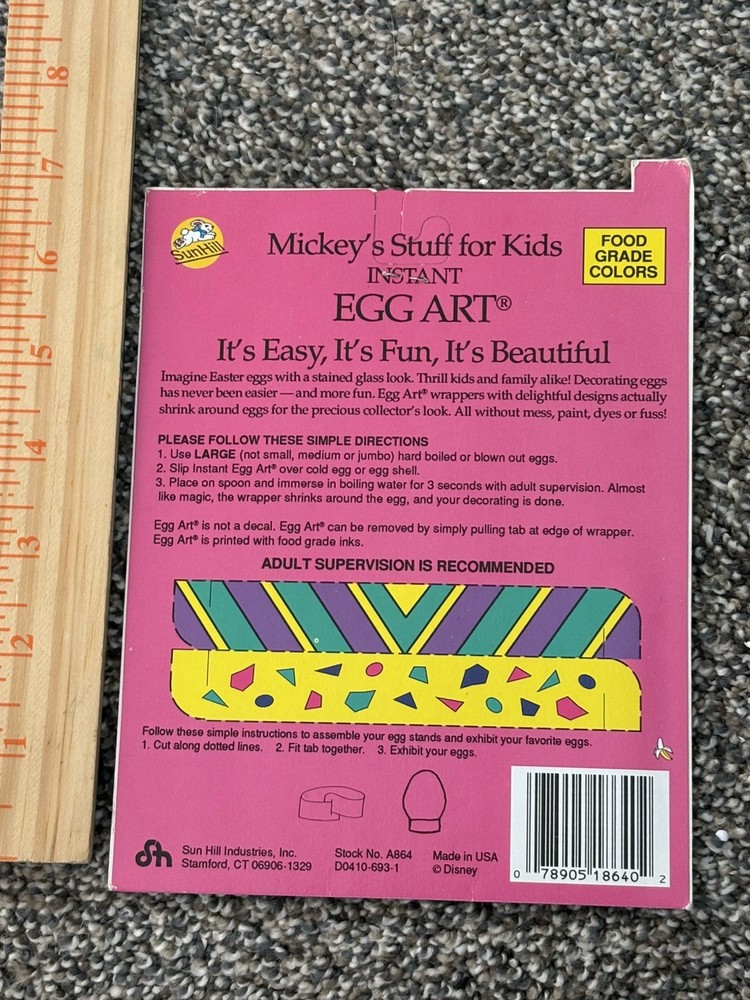 SunHill
Mickey's Stuff for Kids
INSTANT
EGG ART®
FOOD
GRADE
COLORS
It's Easy, It's Fun, It's Beautiful
Imagine Easter eggs with a stained glass look. Thrill kids and family alike! Decorating eggs
has never been easier — and more fun. Egg Art® wrappers with delightful designs actually
shrink around eggs for the precious collector's look. All without mess, paint, dyes or fuss!
PLEASE FOLLOW THESE SIMPLE DIRECTIONS
1. Use LARGE (not small, medium or jumbo) hard boiled or blown out eggs.
2. Slip Instant Egg Art® over cold egg or egg shell.
3. Place on spoon and immerse in boiling water for 3 seconds with adult supervision. Almost
like magic, the wrapper shrinks around the egg, and your decorating is done.
Egg Art® is not a decal. Egg Art® can be removed by simply pulling tab at edge of wrapper.
Egg Art® is printed with food grade inks.
ADULT SUPERVISION IS RECOMMENDED
Follow these simple instructions to assemble your egg stands and exhibit your favorite eggs.
1. Cut along dotted lines. 2. Fit tab together. 3. Exhibit your eggs.
Sun Hill Industries, Inc.
Stamford, CT 06906-1329
Stock No. A864
D0410-693-1
Made in USA
© Disney
0 78905 18640 2
8
7
6
5
4
3
2
1